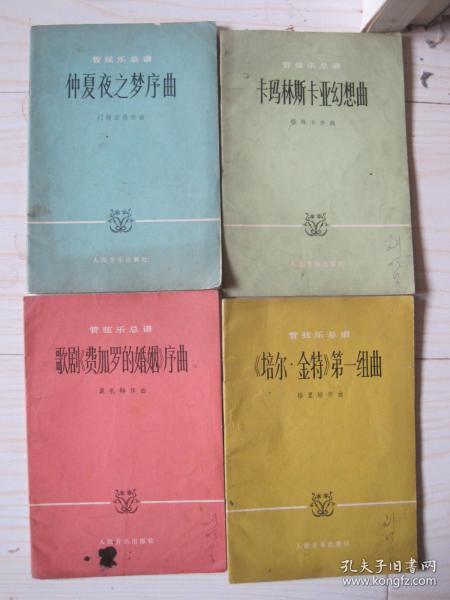 管弦乐总谱
仲夏夜之梦序曲
门德尔松作曲
人民音乐出版社
管弦乐总谱
卡玛林斯卡亚幻想曲
格林卡作曲
人民音乐出版社
管弦乐总谱
歌剧《费加罗的婚姻》序曲
莫扎特作曲
人民音乐出版社
管弦乐总谱
《培尔·金特》第一组曲
格里格作曲
人民音乐出版社
孔夫子旧书网